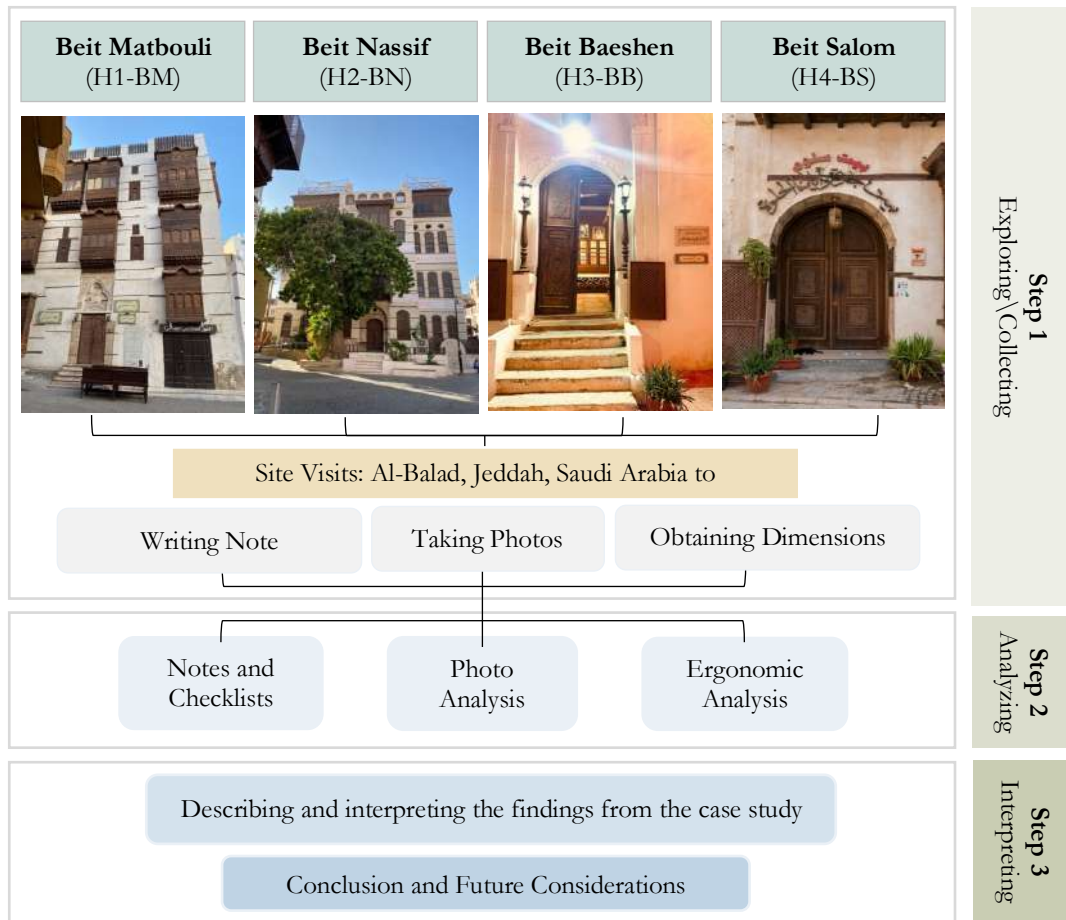 Beit Matbouli
(H1-BM)
Beit Nassif
(H2-BN)
Beit Baeshen
(H3-BB)
Beit Salom
(H4-BS)
Site Visits: Al-Balad, Jeddah, Saudi Arabia to
Writing Note
Taking Photos
Obtaining Dimensions
Step 1
Exploring\Collecting
Notes and
Checklists
Photo
Analysis
Ergonomic
Analysis
Step 2
Analyzing
Describing and interpreting the findings from the case study
Conclusion and Future Considerations
Step 3
Interpreting